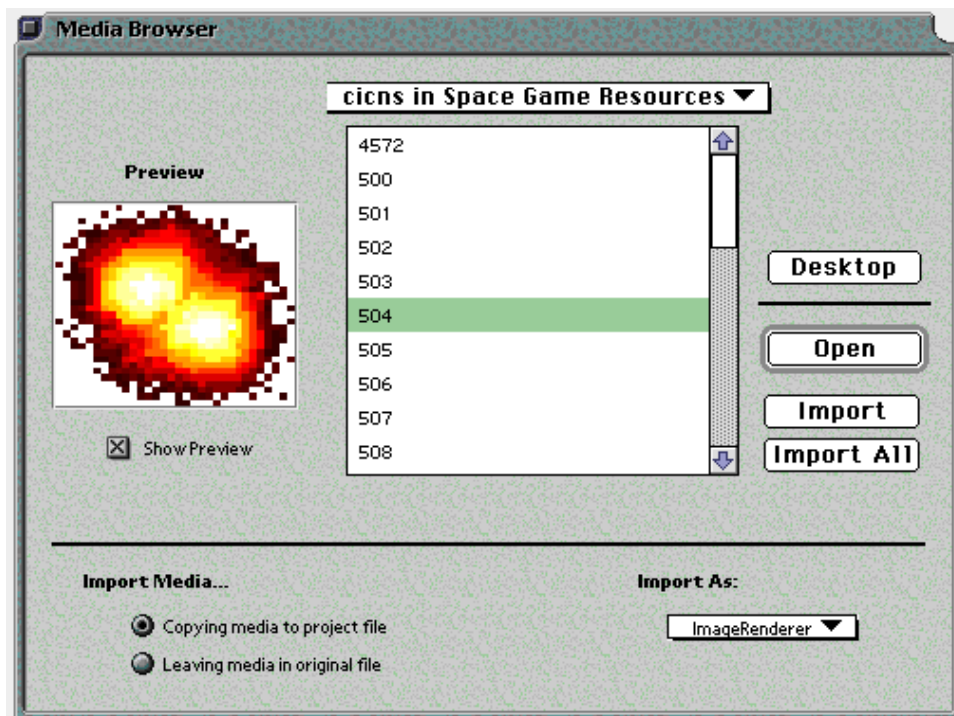 Media Browser
cicns in Space Game Resources
Preview
4572
500
501
502
503
504
505
506
507
508
Show Preview
Desktop
Open
Import
Import All
Import Media...
Copying media to project file
Leaving media in original file
Import As:
ImageRenderer